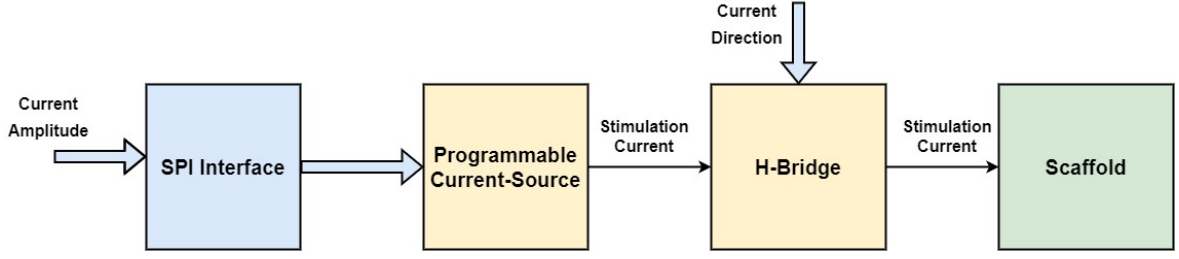 Current
Direction
Current
Amplitude
SPI Interface
Programmable
Current-Source
Stimulation
Current
H-Bridge
Stimulation
Current
Scaffold